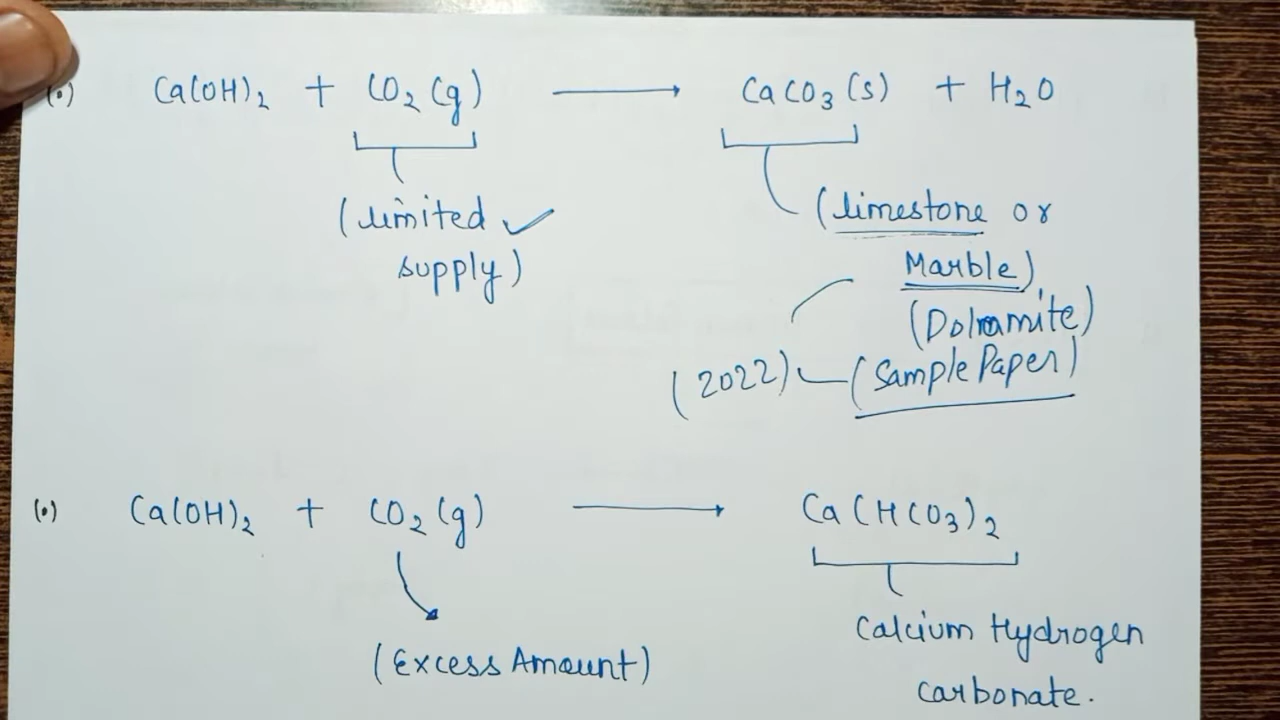 (•) Ca(OH)₂ + CO₂(g) ⟶ CaCO₃(s) + H₂O
(limited ✓
supply)
(limestone or
Marble)
(Dolramite)
(2022) (Sample Paper)
(•) Ca(OH)₂ + CO₂(g) ⟶ Ca(HCO₃)₂
(Excess Amount)
Calcium Hydrogen
carbonate.